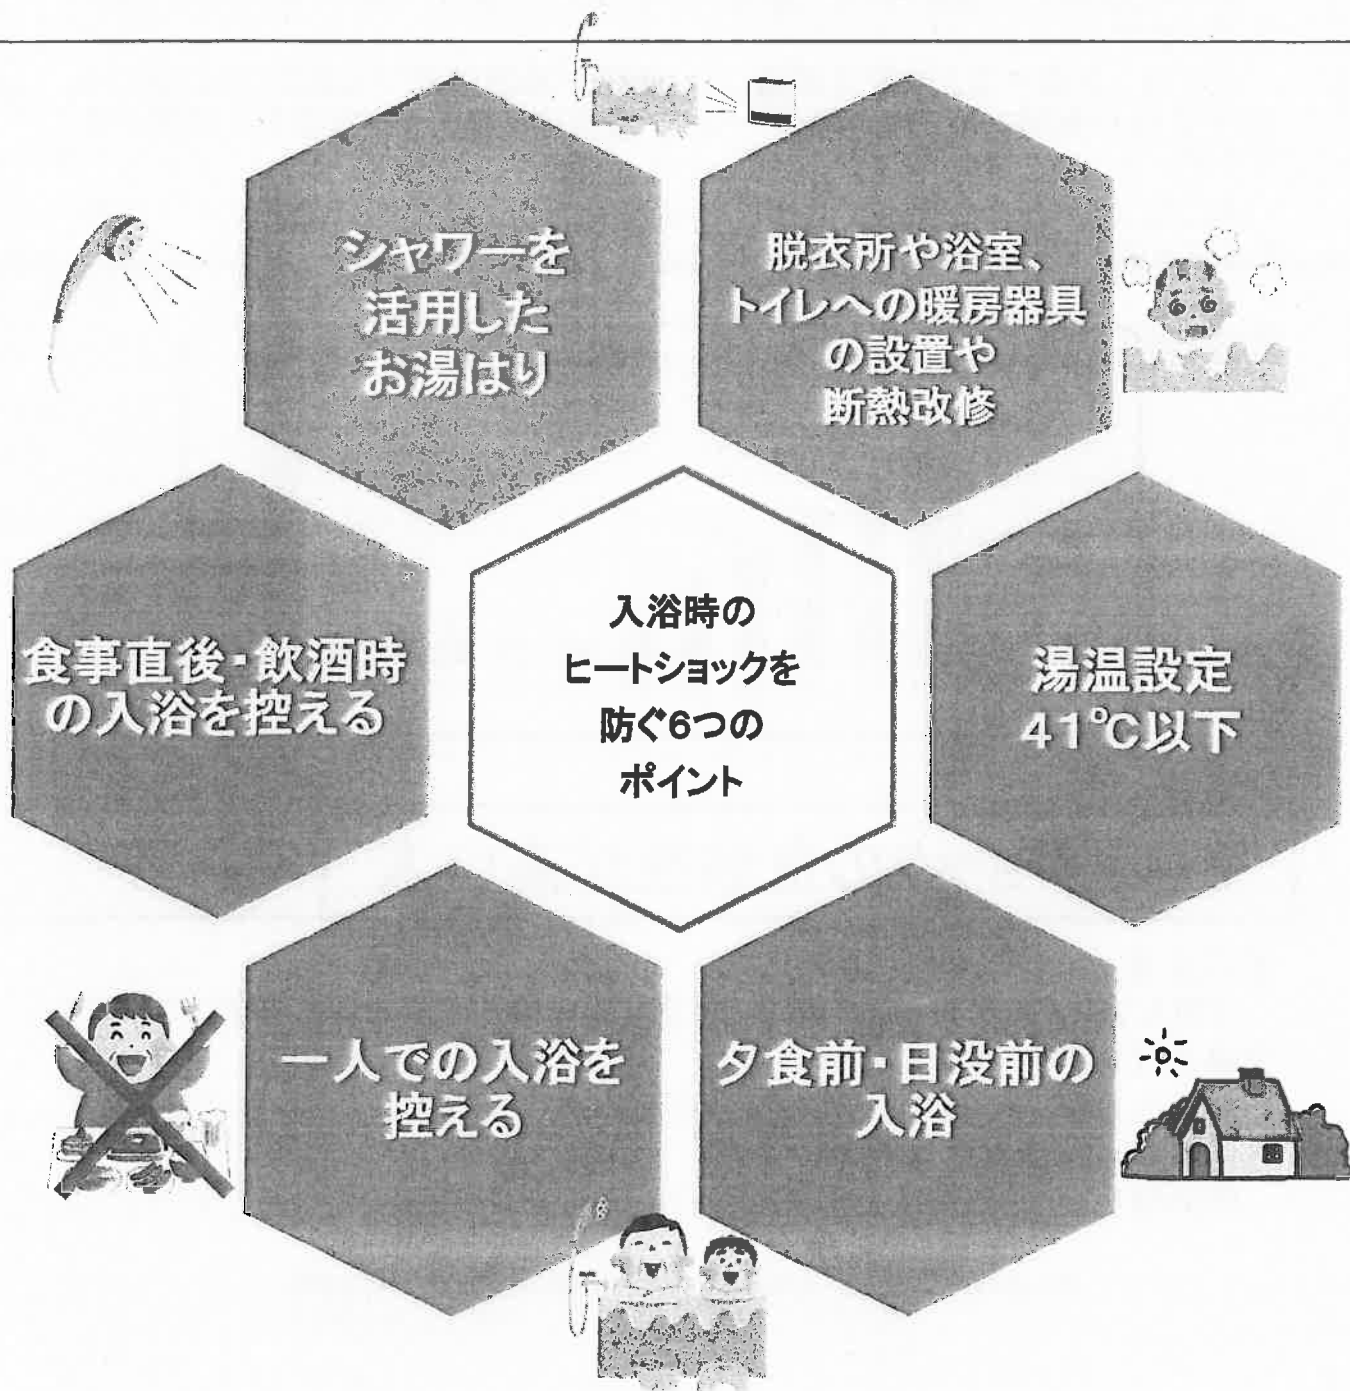 シャワーを
活用した
お湯はり
脱衣所や浴室、
トイレへの暖房器具
の設置や
断熱改修
食事直後・飲酒時
の入浴を控える
入浴時の
ヒートショックを
防ぐ6つの
ポイント
湯温設定
41℃以下
一人での入浴を
控える
夕食前・日没前の
入浴